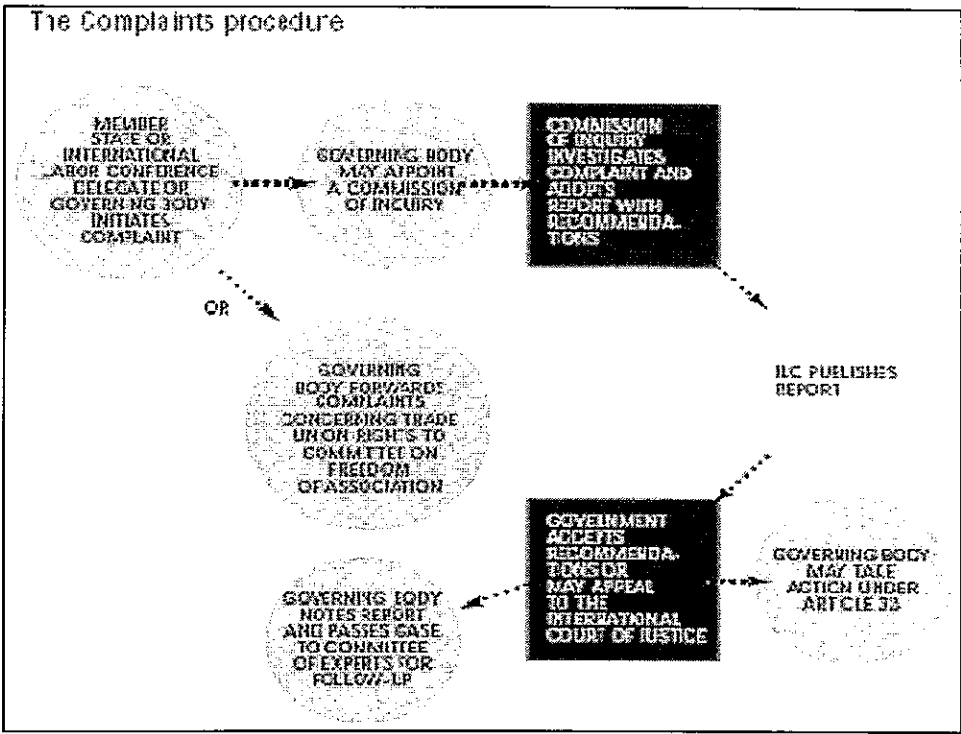 The Complaints procedure
MEMBER
STATE OR
INTERNATIONAL
LABOR CONFERENCE
DELEGATE OR
GOVERNING BODY
INITIATES
COMPLAINT
GOVERNING BODY
MAY APPOINT
A COMMISSION
OF INQUIRY
COMMISSION
OF INQUIRY
INVESTIGATES
COMPLAINT AND
REPORT WITH
RECOMMENDA-
TIONS
OR
GOVERNING
BODY FORWARDS
COMPLAINTS
CONCERNING TRADE
UNION RIGHTS TO
COMMITTEE ON
FREEDOM
OF ASSOCIATION
PUBLISHES
REPORT
GOVERNMENT
ACCEPTS
RECOMMENDA-
TIONS OR
MAY APPEAL
TO THE
INTERNATIONAL
COURT OF JUSTICE
GOVERNING BODY
MAY TAKE
ACTION UNDER
ARTICLE 33
GOVERNING BODY
NOTES REPORT
AND PASSES CASE
TO COMMITTEE
OF EXPERTS FOR
FOLLOW-UP